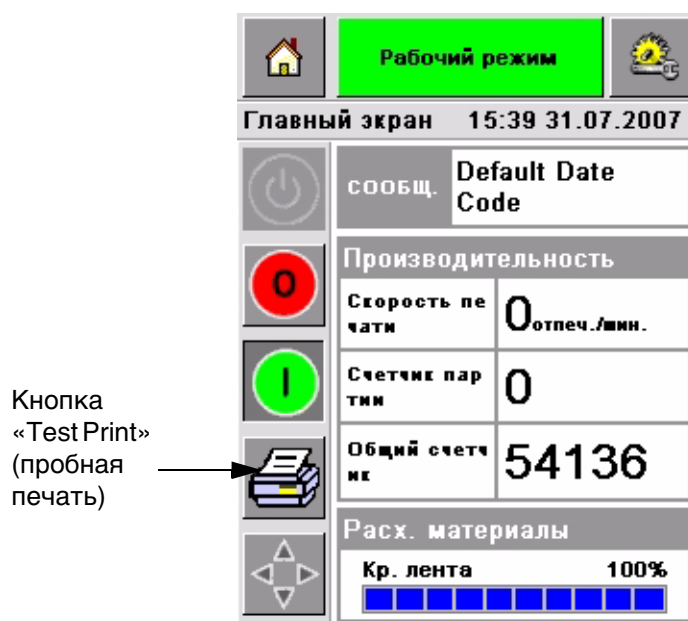 Рабочий режим
Главный экран 15:39 31.07.2007
СООБЩ.
Default Date
Code
Производительность
Скорость пе
чати
0отпеч./мин.
Счетчик пар
тии
0
Общий счетч
ик
54136
Расх. материалы
Кр. лента 100%
O
I
Кнопка
«Test Print»
(пробная
печать)